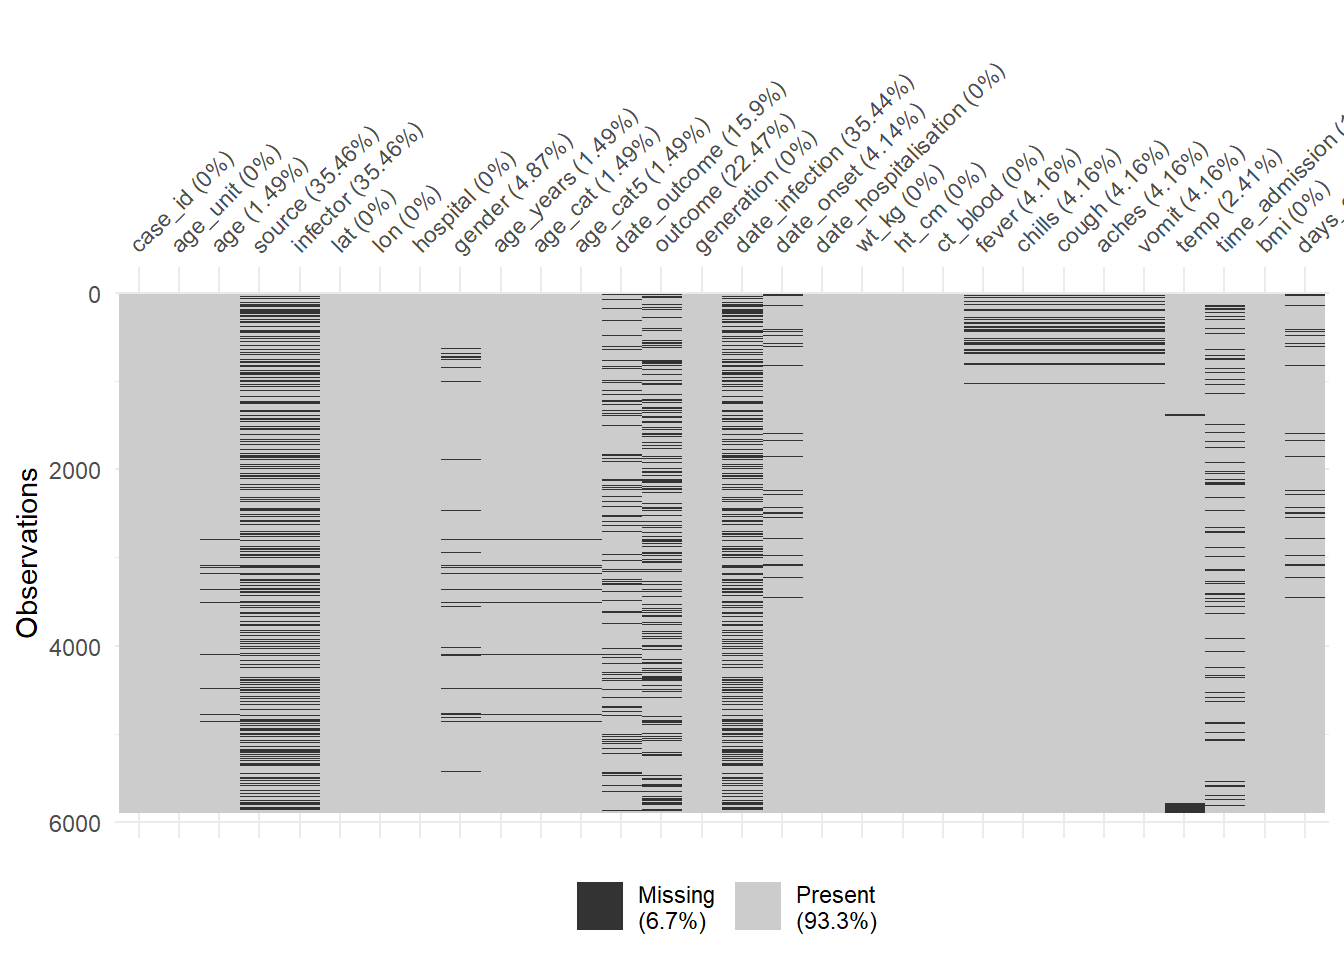 case_id (0%)
age_unit (0%)
age (1.49%)
source (35.46%)
infector (35.46%)
lat (0%)
lon (0%)
hospital (0%)
gender (4.87%)
age_years (1.49%)
age_cat (1.49%)
age_cat5 (1.49%)
date_outcome (15.9%)
outcome (22.47%)
generation (0%)
date_infection (35.44%)
date_onset (4.14%)
date_hospitalisation (0%)
wt_kg (0%)
ht_cm (0%)
ct_blood (0%)
fever (4.16%)
chills (4.16%)
cough (4.16%)
aches (4.16%)
vomit (4.16%)
temp (2.41%)
time_admission
bmi (0%)
Observations
0
2000
4000
6000
Missing
(6.7%)
Present
(93.3%)